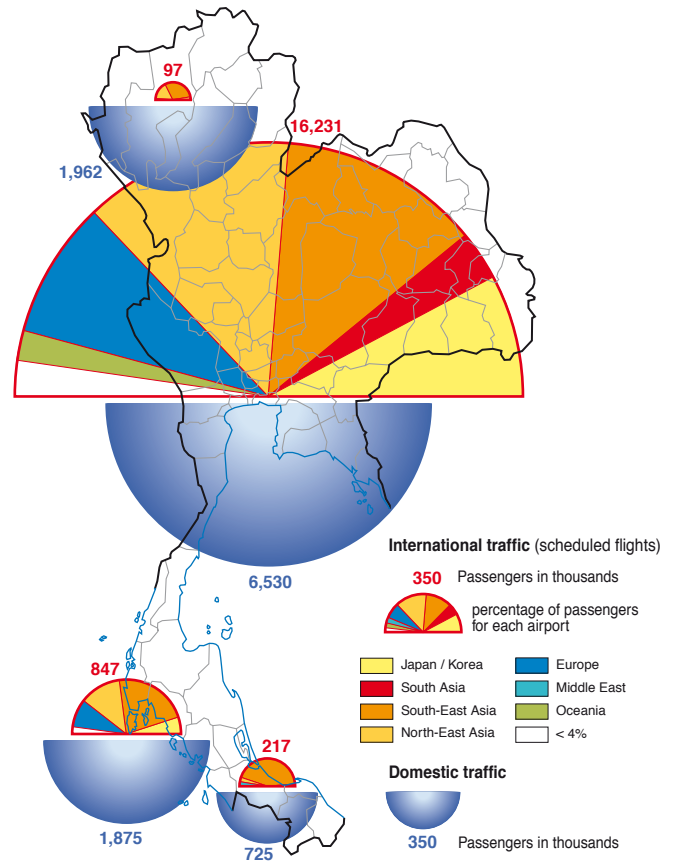 97
16,231
1,962
6,530
847
1,875
217
725
International traffic (scheduled flights)
350 Passengers in thousands
percentage of passengers
for each airport
Japan / Korea
South Asia
South-East Asia
North-East Asia
Europe
Middle East
Oceania
< 4%
Domestic traffic
350 Passengers in thousands